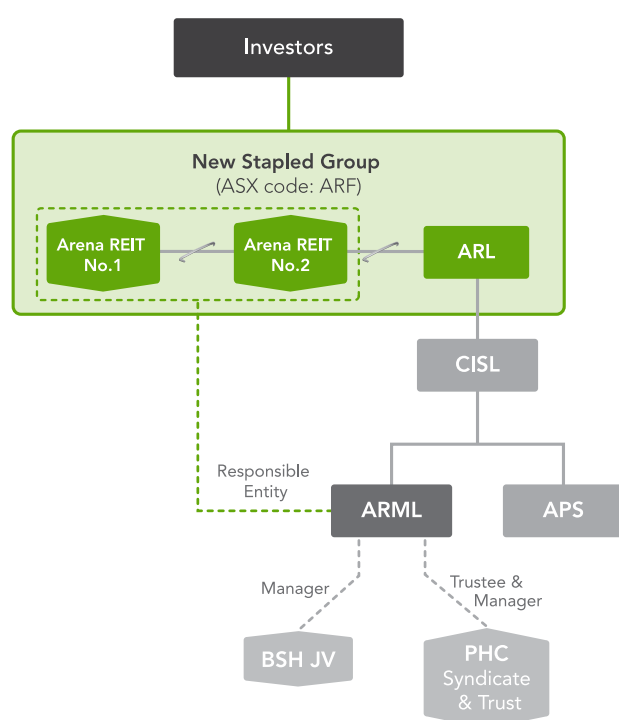 Investors
New Stapled Group
(ASX code: ARF)
Arena REIT
No.1
Arena REIT
No.2
ARL
CISL
Responsible
Entity
ARML
APS
Manager
Trustee &
Manager
BSH JV
PHC
Syndicate
& Trust